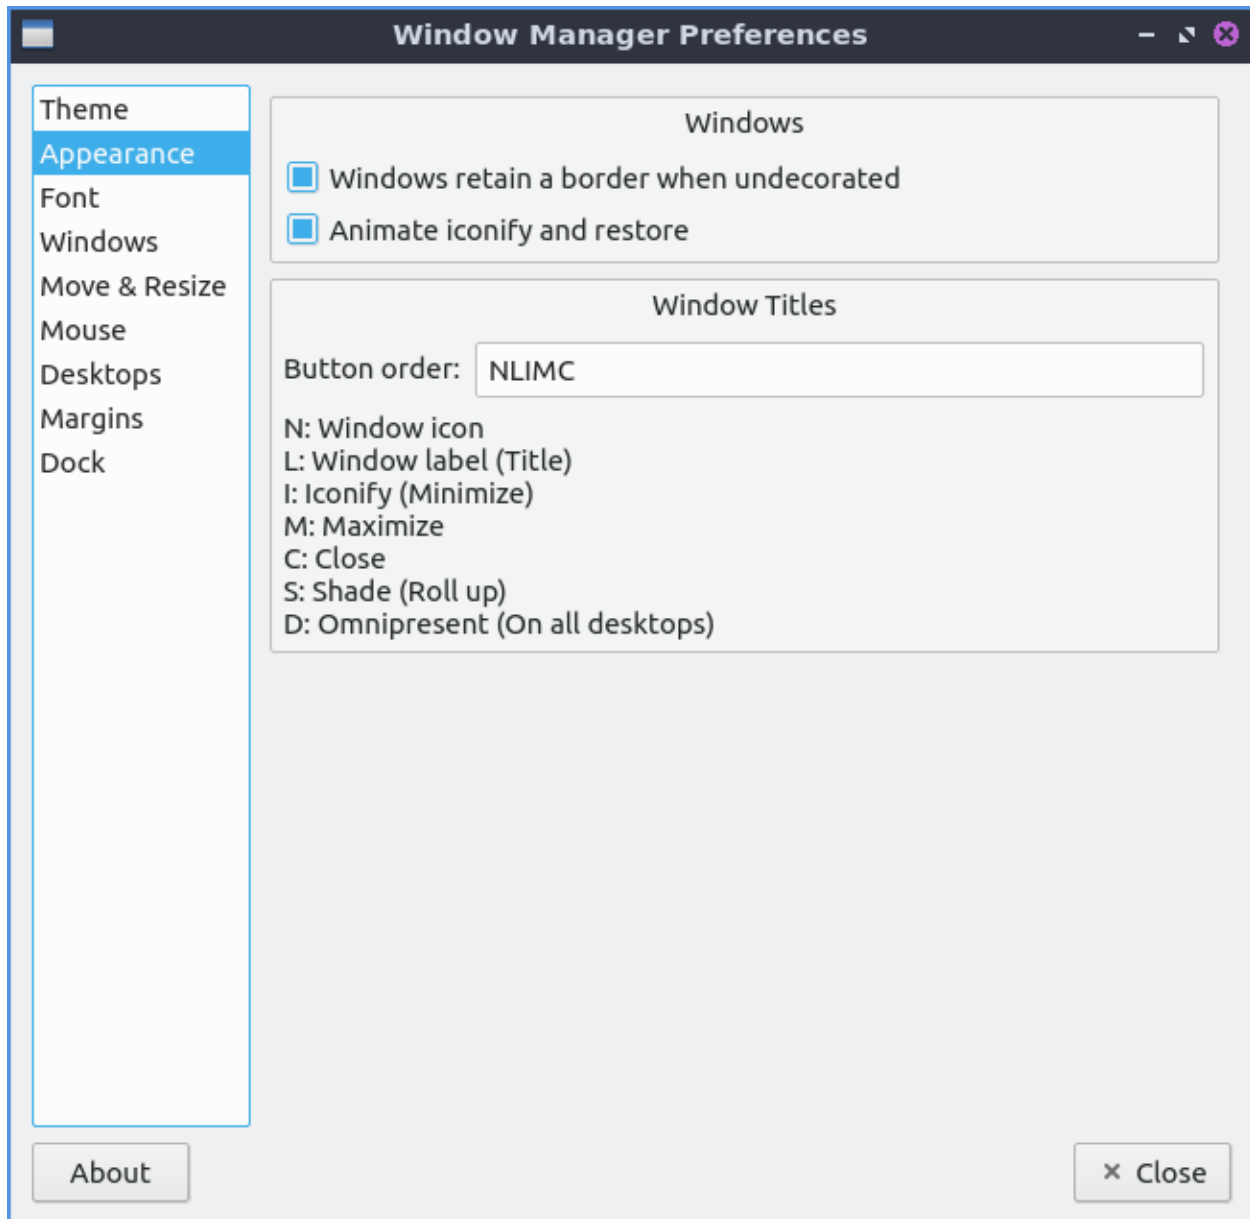 Window Manager Preferences
Theme
Appearance
Font
Windows
Move & Resize
Mouse
Desktops
Margins
Dock
Windows
Windows retain a border when undecorated
Animate iconify and restore
Window Titles
Button order: NLIMC
N: Window icon
L: Window label (Title)
I: Iconify (Minimize)
M: Maximize
C: Close
S: Shade (Roll up)
D: Omnipresent (On all desktops)
About
Close